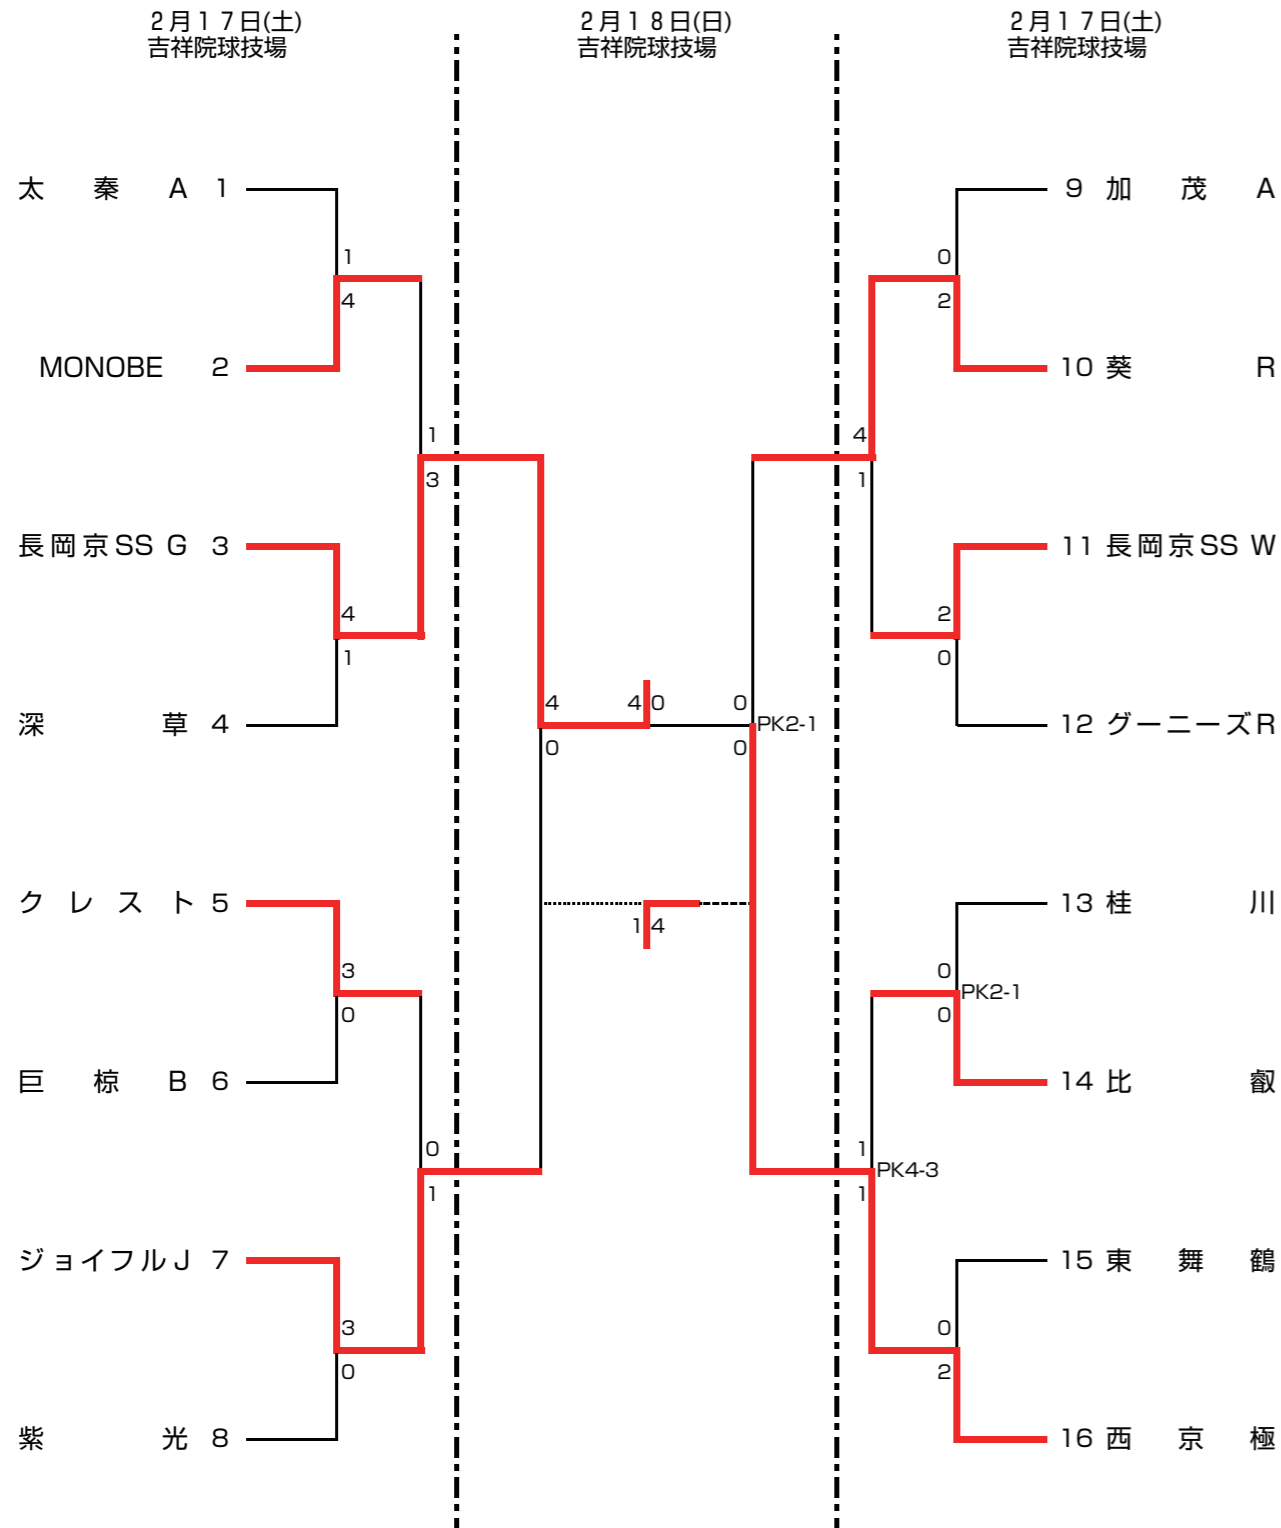 2月17日(土) 2月18日(日) 2月17日(土)
吉祥院球技場 吉祥院球技場 吉祥院球技場
太秦A 1 9 加茂A
1 0
4 2
MONOBE 2 10 葵R
1 4
3 1
長岡京SS G 3 11 長岡京SS W
4 2
1 0
4 4 0 0
深草 4 PK2-1 12 グーニーズR
0 0
クレスト 5 13 桂川
1 4
3 0
PK2-1
0 0
巨椋B 6 14 比叡
0 1
PK4-3
1 1
ジョイフルJ 7 15 東舞鶴
3 0
0 2
紫光 8 16 西京極